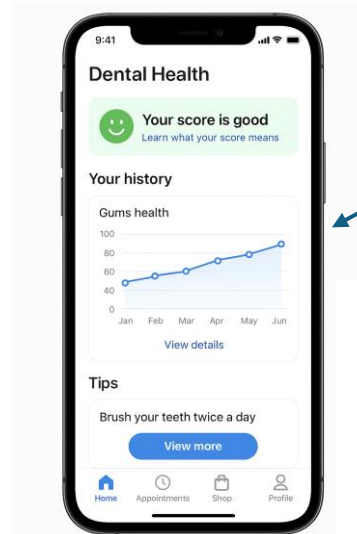 9:41
Dental Health
Your score is good
Learn what your score means
Your history
Gums health
100
80
60
40
0
Jan Feb Mar Apr May Jun
View details
Tips
Brush your teeth twice a day
View more
Home Appointments Shop Profile